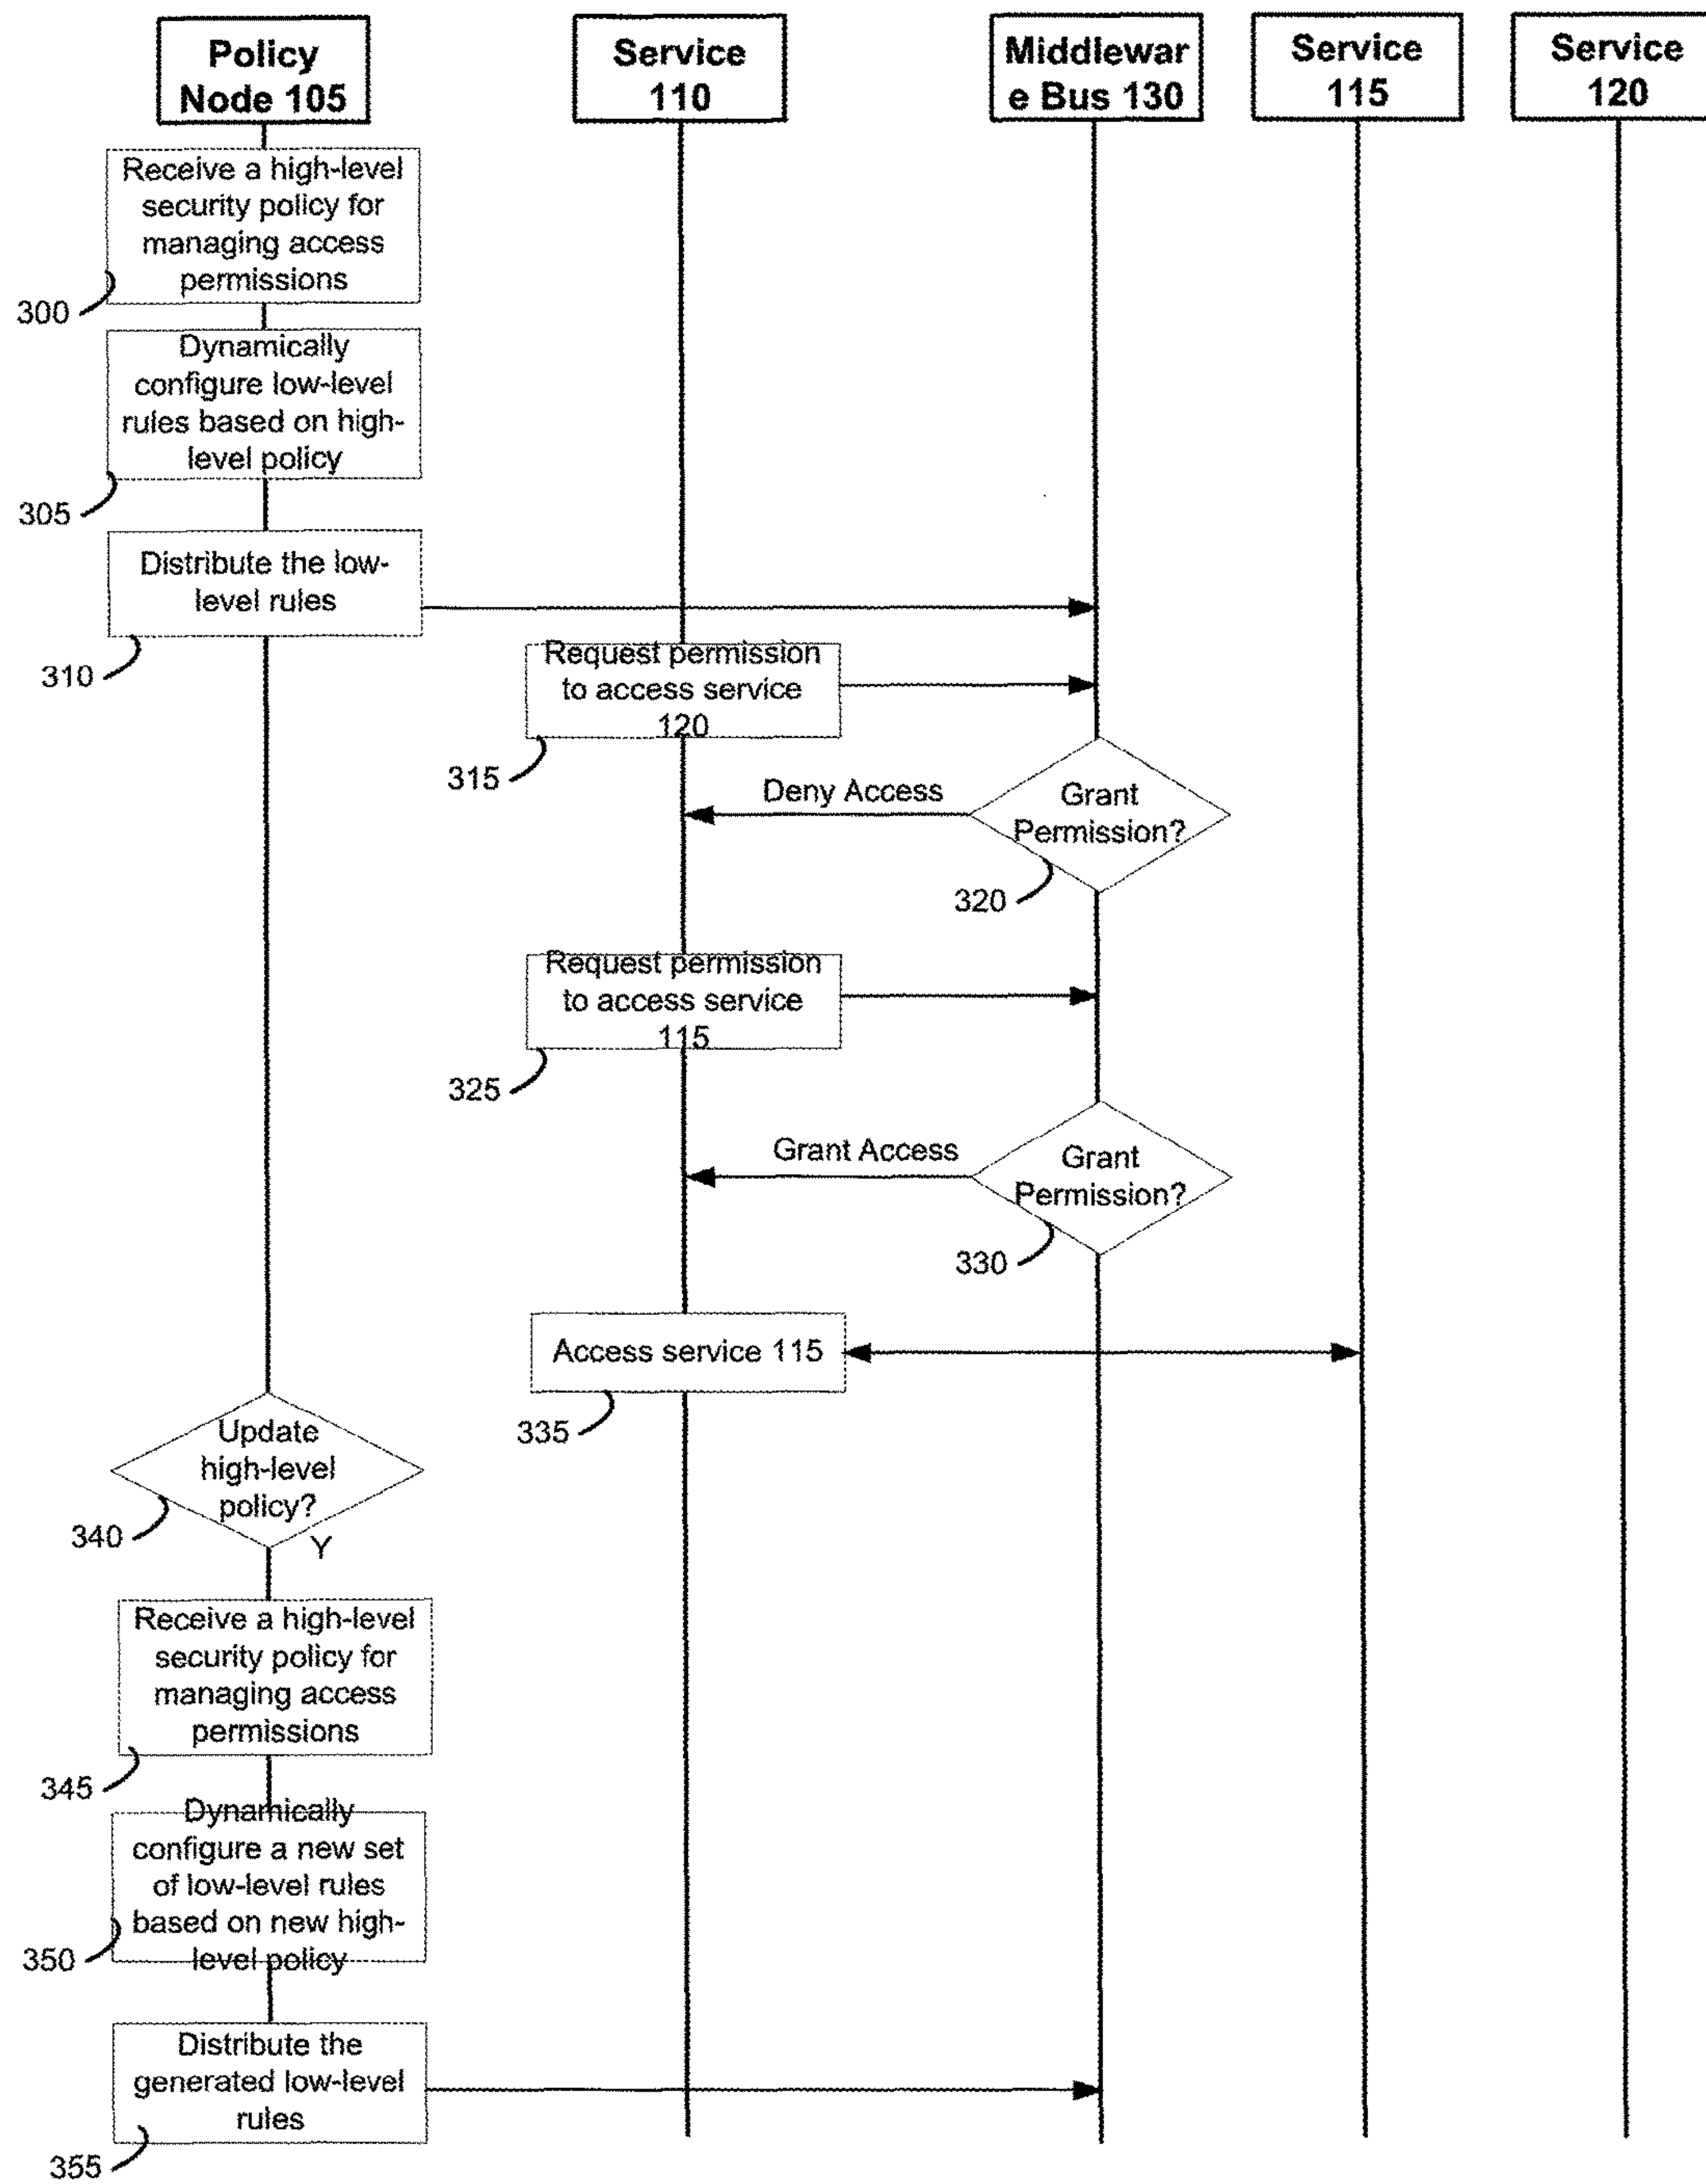 Policy
Node 105
Service
110
Middlewar
e Bus 130
Service
115
Service
120
Receive a high-level
security policy for
managing access
permissions
300
Dynamically
configure low-level
rules based on high-
level policy
305
Distribute the low-
level rules
310
Request permission
to access service
120
315
Deny Access
Grant
Permission?
320
Request permission
to access service
115
325
Grant Access
Grant
Permission?
330
Access service 115
335
Update
high-level
policy?
340
Y
Receive a high-level
security policy for
managing access
permissions
345
Dynamically
configure a new set
of low-level rules
based on new high-
level policy
350
Distribute the
generated low-level
rules
355